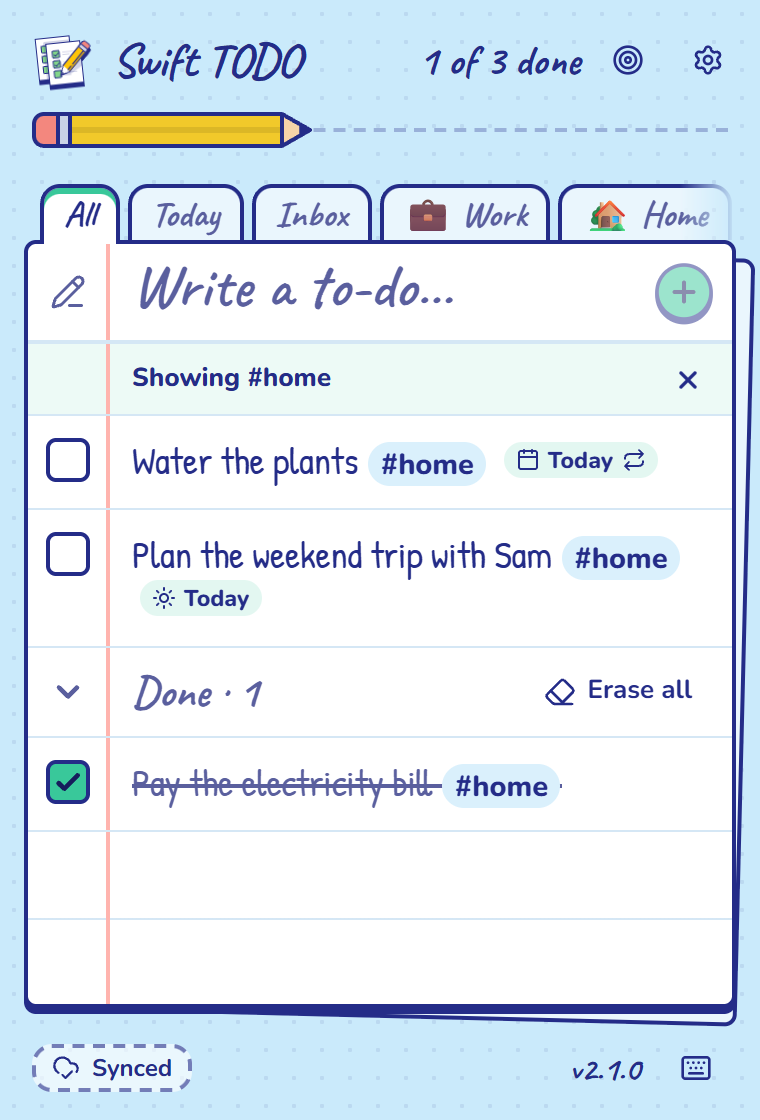 Swift TODO
1 of 3 done
All
Today
Inbox
Work
Home
Write a to-do...
Showing #home
Water the plants #home Today
Plan the weekend trip with Sam #home
Today
Done · 1
Erase all
Pay the electricity bill #home
Synced
v2.1.0